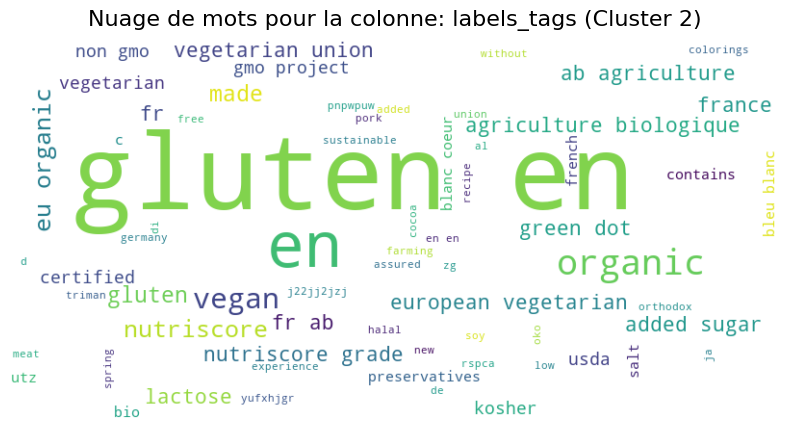 Nuage de mots pour la colonne: labels_tags (Cluster 2)
non gmo
vegetarian union
without
colorings
gmo project
ab agriculture
vegetarian
made
eu organic
fr
free
pnpwpuw
added
pork
union
france
agriculture biologique
c
sustainable
al
blanc coeur
recipe
french
gluten en
contains
bleu blanc
di
germany
cocoa
en en
green dot
en
farming
d
assured
zg
organic
certified
triman
gluten
vegan
j22jj2jzj
european vegetarian
orthodox
nutriscore
fr ab
halal
new
soy
oko
added sugar
meat
spring
nutriscore grade
experience
rspca
low
usda
salt
ja
utz
preservatives
de
lactose
yufxhjgr
bio
kosher